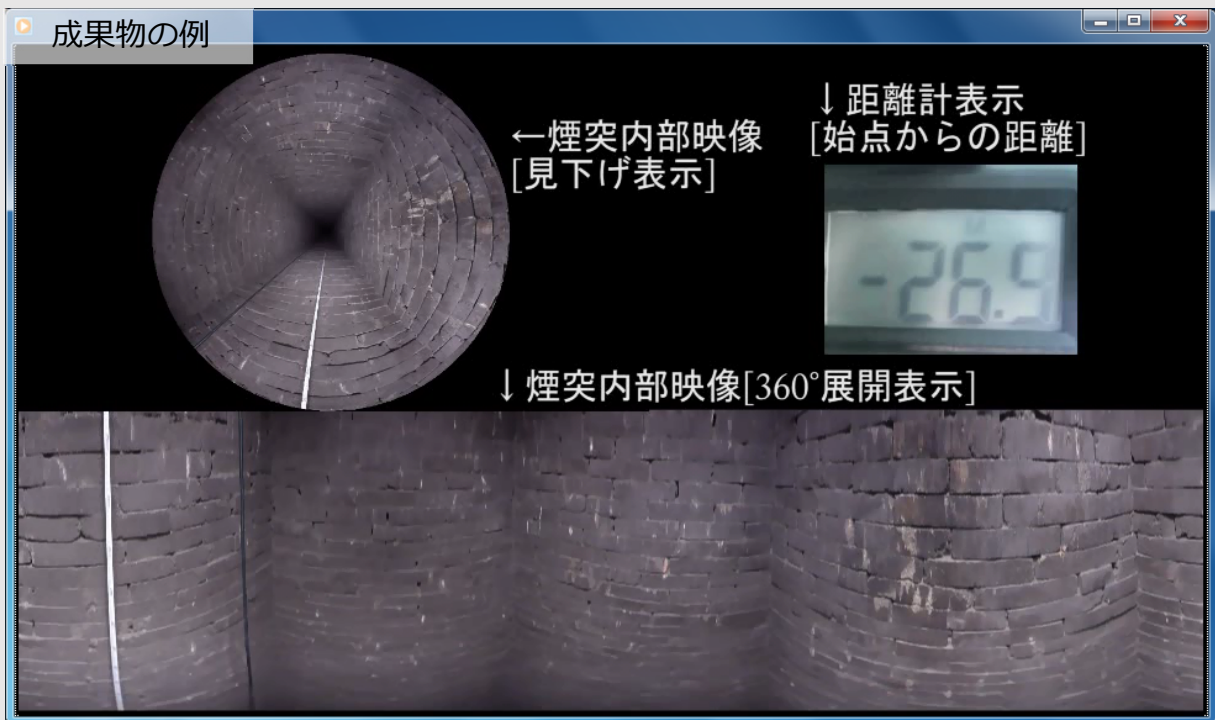 成果物の例
←煙突内部映像
[見下げ表示]
↓距離計表示
[始点からの距離]
-26.5
↓煙突内部映像[360°展開表示]